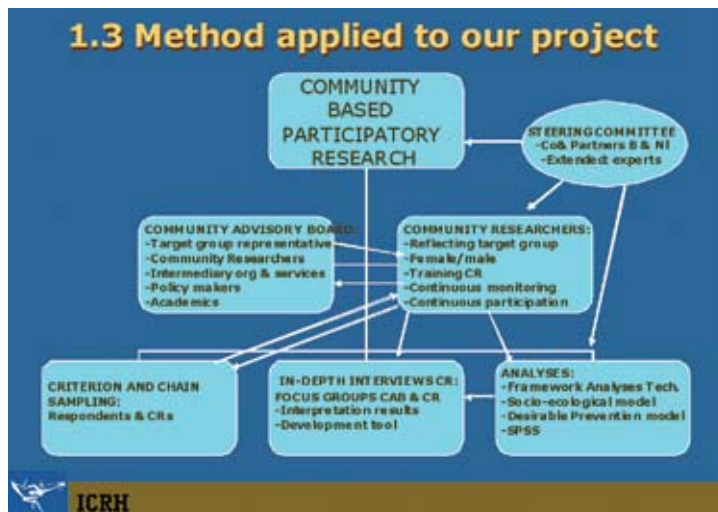 1.3 Method applied to our project
COMMUNITY
BASED
PARTICIPATORY
RESEARCH
STEERING COMMITTEE
-Co& Partners B & Nl
-Extended experts
COMMUNITY ADVISORY BOARD:
-Target group representative
-Community Researchers
-Intermediary org & services
-Policy makers
-Academics
COMMUNITY RESEARCHERS:
-Reflecting target group
-Female/male
-Training CR
-Continuous monitoring
-Continuous participation
CRITERION AND CHAIN
SAMPLING:
Respondents & CRs
IN-DEPTH INTERVIEWS CR:
FOCUS GROUPS CAB & CR
-Interpretation results
-Development tool
ANALYSES:
-Framework Analyses Tech.
-Socio-ecological model
-Desirable Prevention model
-SPSS
ICRH